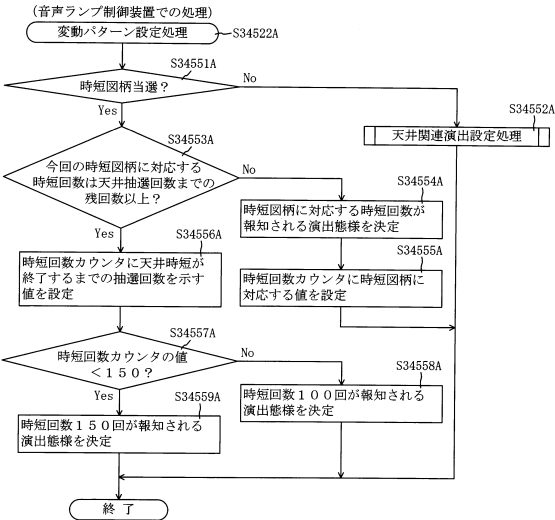 (音声ランプ制御装置での処理)
変動パターン設定処理
S34522A
S34551A
時短図柄当選?
No
Yes
S34552A
天井関連演出設定処理
S34553A
今回の時短図柄に対応する
時短回数は天井抽選回数までの
残回数以上?
No
Yes
S34554A
時短図柄に対応する時短回数が
報知される演出態様を決定
S34555A
時短回数カウンタに時短図柄に
対応する値を設定
S34556A
時短回数カウンタに天井時短が
終了するまでの抽選回数を示す
値を設定
S34557A
時短回数カウンタの値
<150?
No
Yes
S34558A
時短回数100回が報知される
演出態様を決定
S34559A
時短回数150回が報知される
演出態様を決定
終了